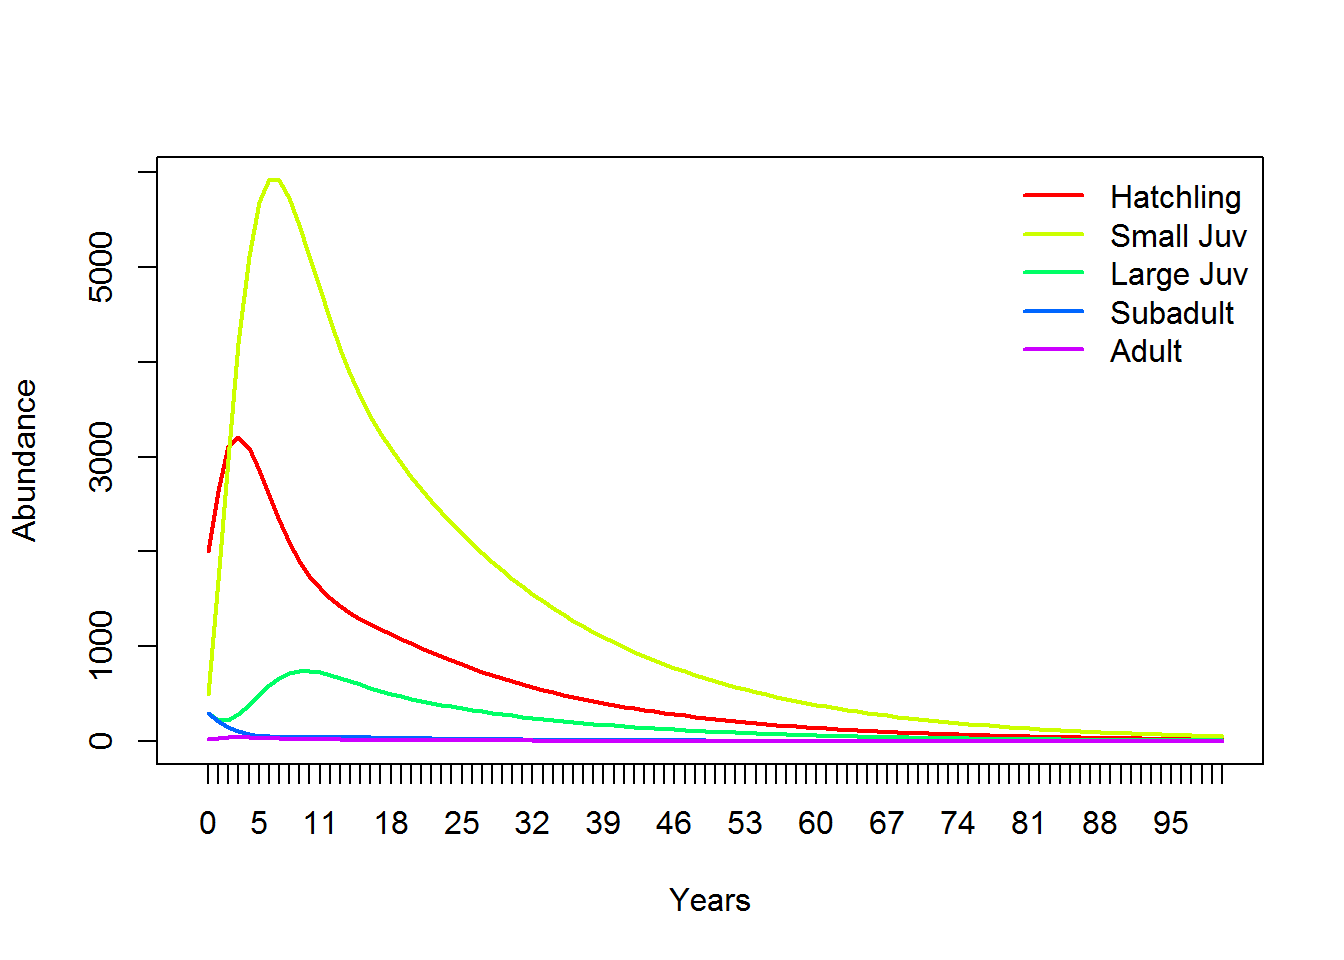 Hatchling
Small Juv
Large Juv
Subadult
Adult
Abundance
5000
3000
1000
0
0 5 11 18 25 32 39 46 53 60 67 74 81 88 95
Years